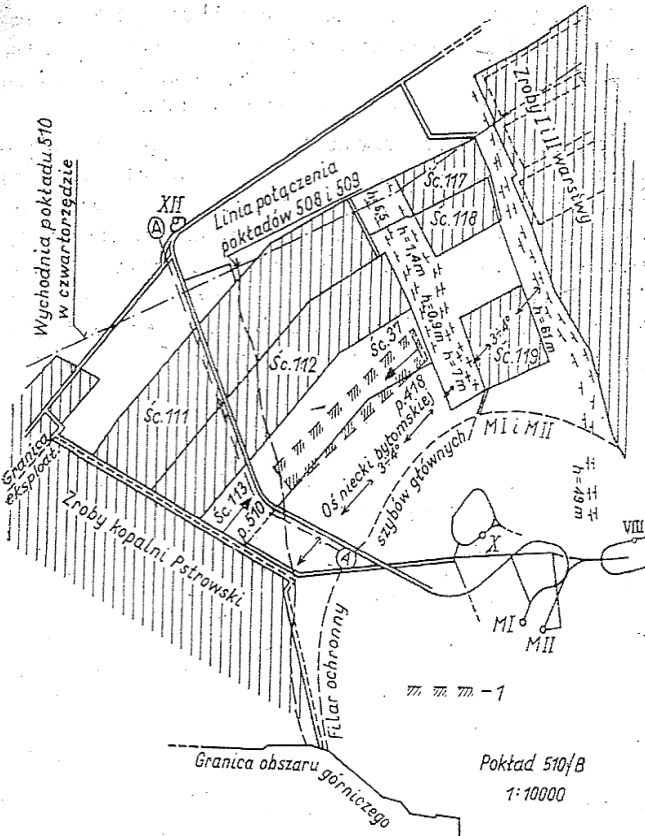 Wychodnia pokładu 510
w czwartorzędzie
XII
A
Linia połączenia
pokładów 508 i 509
Zroby I i II warstwy
Śc.117
Śc.118
h=1,4m
h=0,9m
h=7m
h=61m
3÷4°
Śc.119
Śc.37
Śc.112
Śc.111
Śc.113
p.510
p.418
Oś niecki bytomskiej
3÷4°
MI i MII
szybów głównych
Filar ochronny
A
Granica
eksploat.
Zroby kopalni Pstrowski
h=49m
VIII
X
MI
MII
- 1
Granica obszaru
górniczego
Pokład 510/B
1:10000